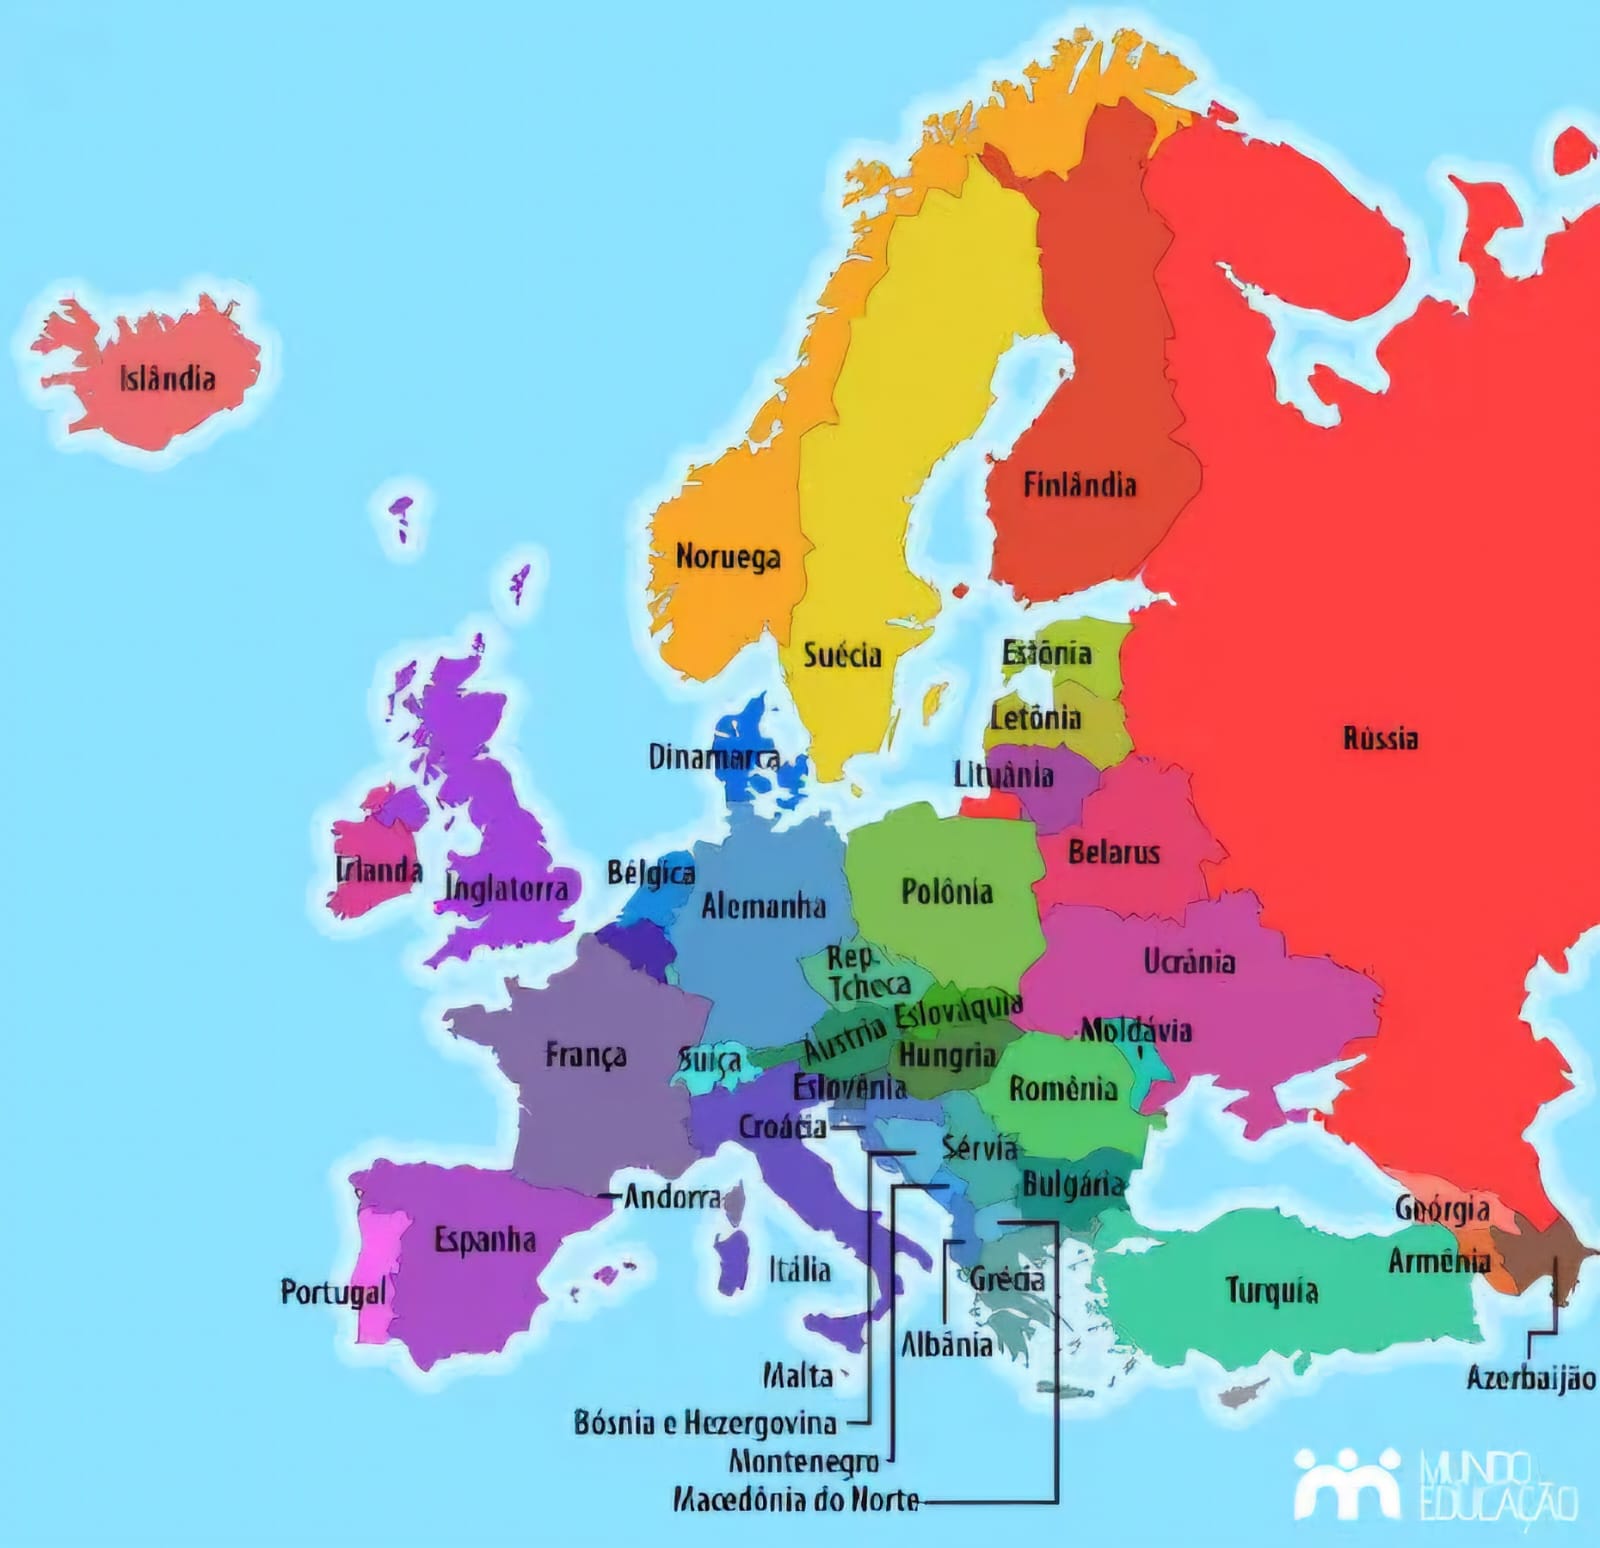 Islândia
Finlândia
Noruega
Suécia
Estônia
Letônia
Rússia
Dinamarca
Lituânia
Belarus
Irlanda
Inglaterra
Bélgica
Alemanha
Polônia
Rep.
Tcheca
Ucrânia
Eslováquia
Áustria
Moldávia
França
Suíça
Hungria
Eslovênia
Romênia
Croácia
Sérvia
Bulgária
Andorra
Geórgia
Espanha
Armênia
Portugal
Itália
Grécia
Turquia
Albânia
Malta
Azerbaijão
Bósnia e Hezergovina
Montenegro
Macedônia do Norte
MUNDO
EDUCAÇÃO